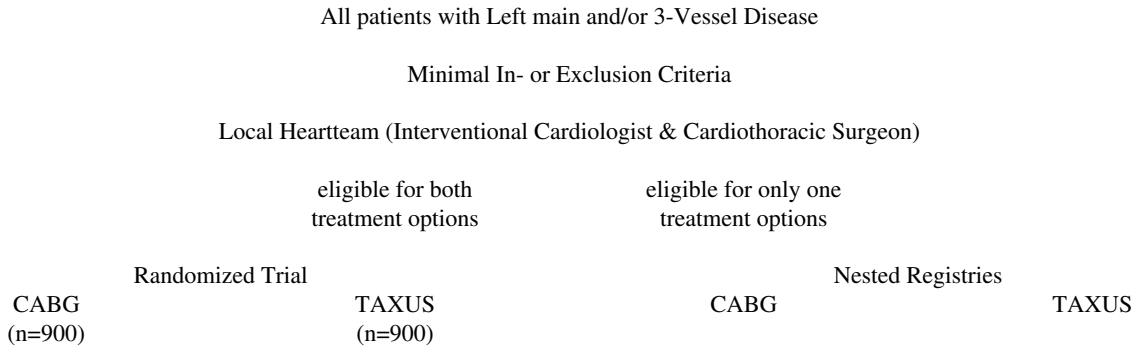 All patients with Left main and/or 3-Vessel Disease
Minimal In- or Exclusion Criteria
Local Heartteam (Interventional Cardiologist & Cardiothoracic Surgeon)
eligible for both eligible for only one
treatment options treatment options
Randomized Trial Nested Registries
CABG TAXUS CABG TAXUS
(n=900) (n=900)